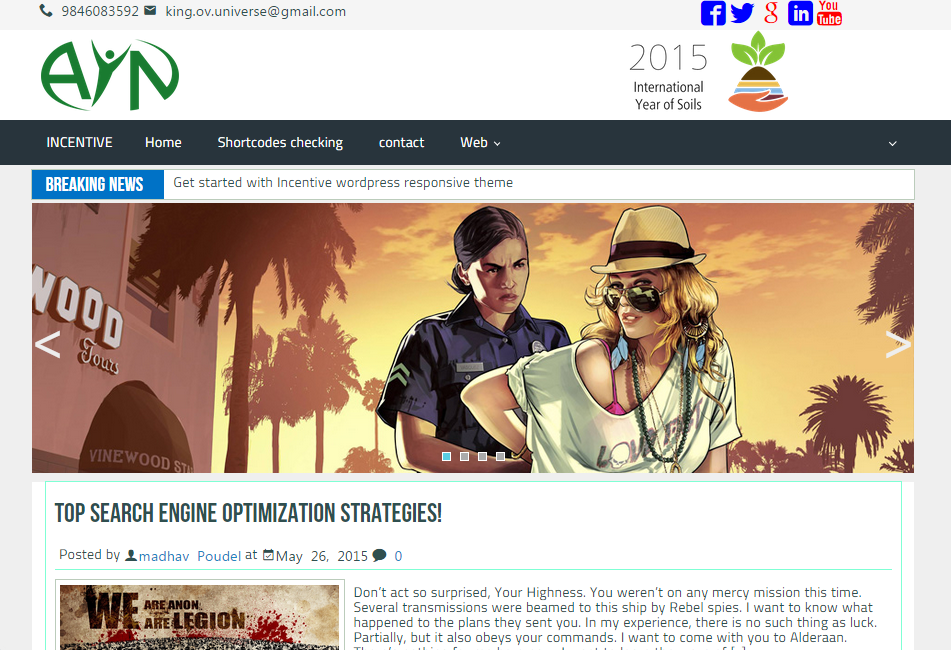 9846083592 king.ov.universe@gmail.com
You
Tube
AYN
2015
International
Year of Soils
INCENTIVE Home Shortcodes checking contact Web
BREAKING NEWS Get started with Incentive wordpress responsive theme
WOOD
Tours
VINEWOOD STU
LOVE
TOP SEARCH ENGINE OPTIMIZATION STRATEGIES!
Posted by madhav Poudel at May 26, 2015 0
WE ARE ANON.
WE ARE LEGION
Don't act so surprised, Your Highness. You weren't on any mercy mission this time.
Several transmissions were beamed to this ship by Rebel spies. I want to know what
happened to the plans they sent you. In my experience, there is no such thing as luck.
Partially, but it also obeys your commands. I want to come with you to Alderaan.